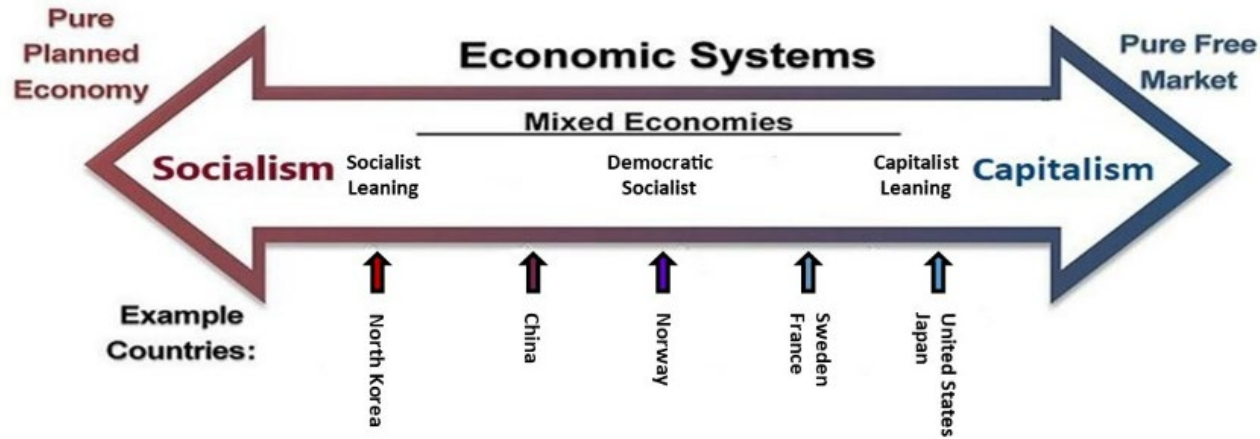 Pure
Planned
Economy
Economic Systems
Pure Free
Market
Mixed Economies
Socialism
Socialist
Leaning
Democratic
Socialist
Capitalist
Leaning
Capitalism
Example
Countries:
North Korea
China
Norway
Sweden
France
United States
Japan